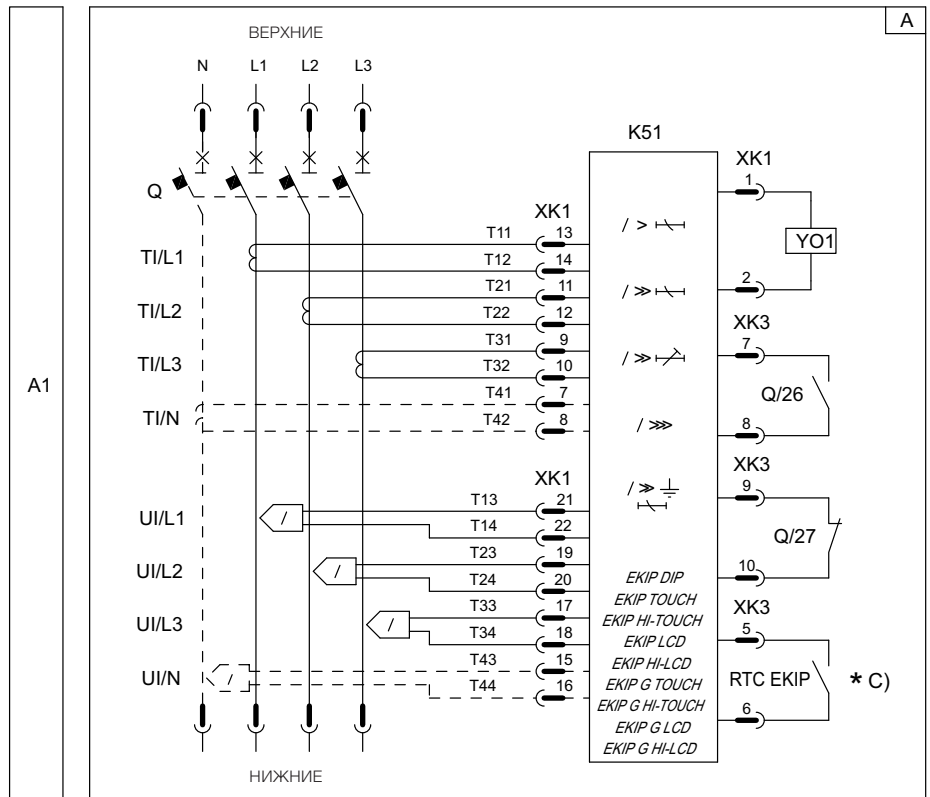 A
ВЕРХНИЕ
N L1 L2 L3
K51
XK1
1
Q
XK1
T11 13
/ >
YO1
TI/L1
T12 14
T21 11
/ ≫
2
TI/L2
T22 12
XK3
T31 9
/ ≫
7
TI/L3
T32 10
A1
T41 7
Q/26
TI/N
T42 8
/ ⋙
8
XK3
XK1
/ ≫
9
T13 21
UI/L1
T14 22
Q/27
T23 19
UI/L2 /
T24 20
EKIP DIP
10
EKIP TOUCH
XK3
T33 17
EKIP HI-TOUCH
5
UI/L3 /
T34 18
EKIP LCD
T43 15
EKIP HI-LCD
UI/N /
EKIP G TOUCH
RTC EKIP
* C)
T44 16
EKIP G HI-TOUCH
6
EKIP G LCD
EKIP G HI-LCD
НИЖНИЕ